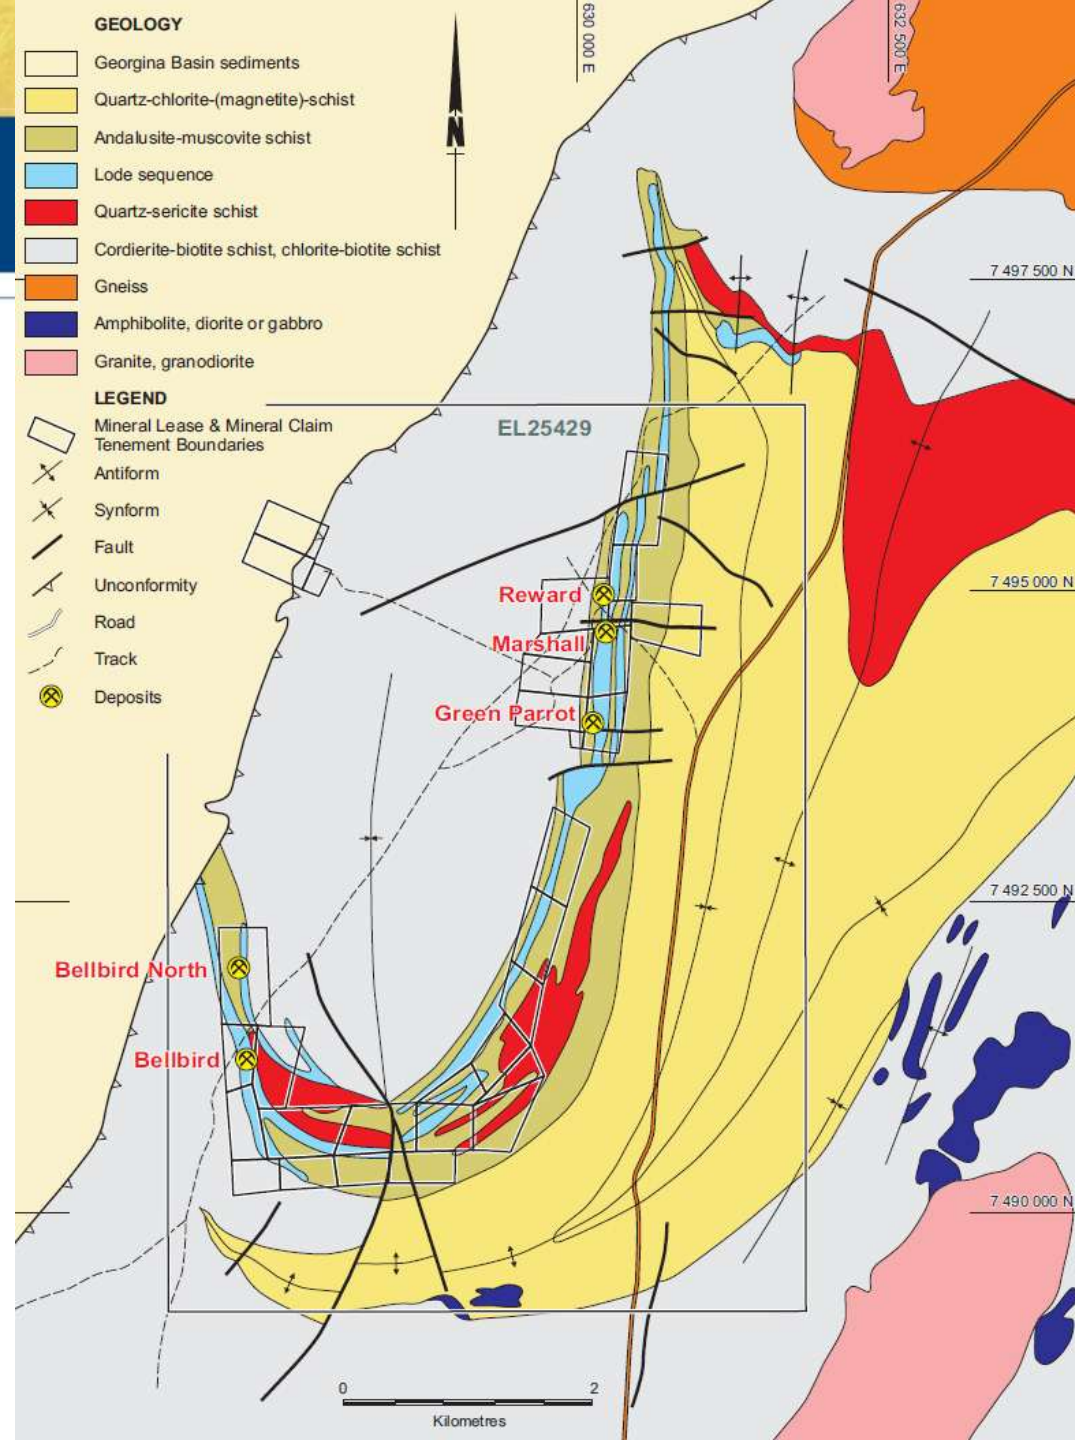 GEOLOGY
Georgina Basin sediments
Quartz-chlorite-(magnetite)-schist
Andalusite-muscovite schist
Lode sequence
Quartz-sericite schist
Cordierite-biotite schist, chlorite-biotite schist
Gneiss
Amphibolite, diorite or gabbro
Granite, granodiorite
LEGEND
Mineral Lease & Mineral Claim
Tenement Boundaries
Antiform
Synform
Fault
Unconformity
Road
Track
Deposits
N
630 000 E
632 500 E
7 497 500 N
EL25429
7 495 000 N
Reward
Marshall
Green Parrot
7 492 500 N
Bellbird North
Bellbird
7 490 000 N
0 2
Kilometres